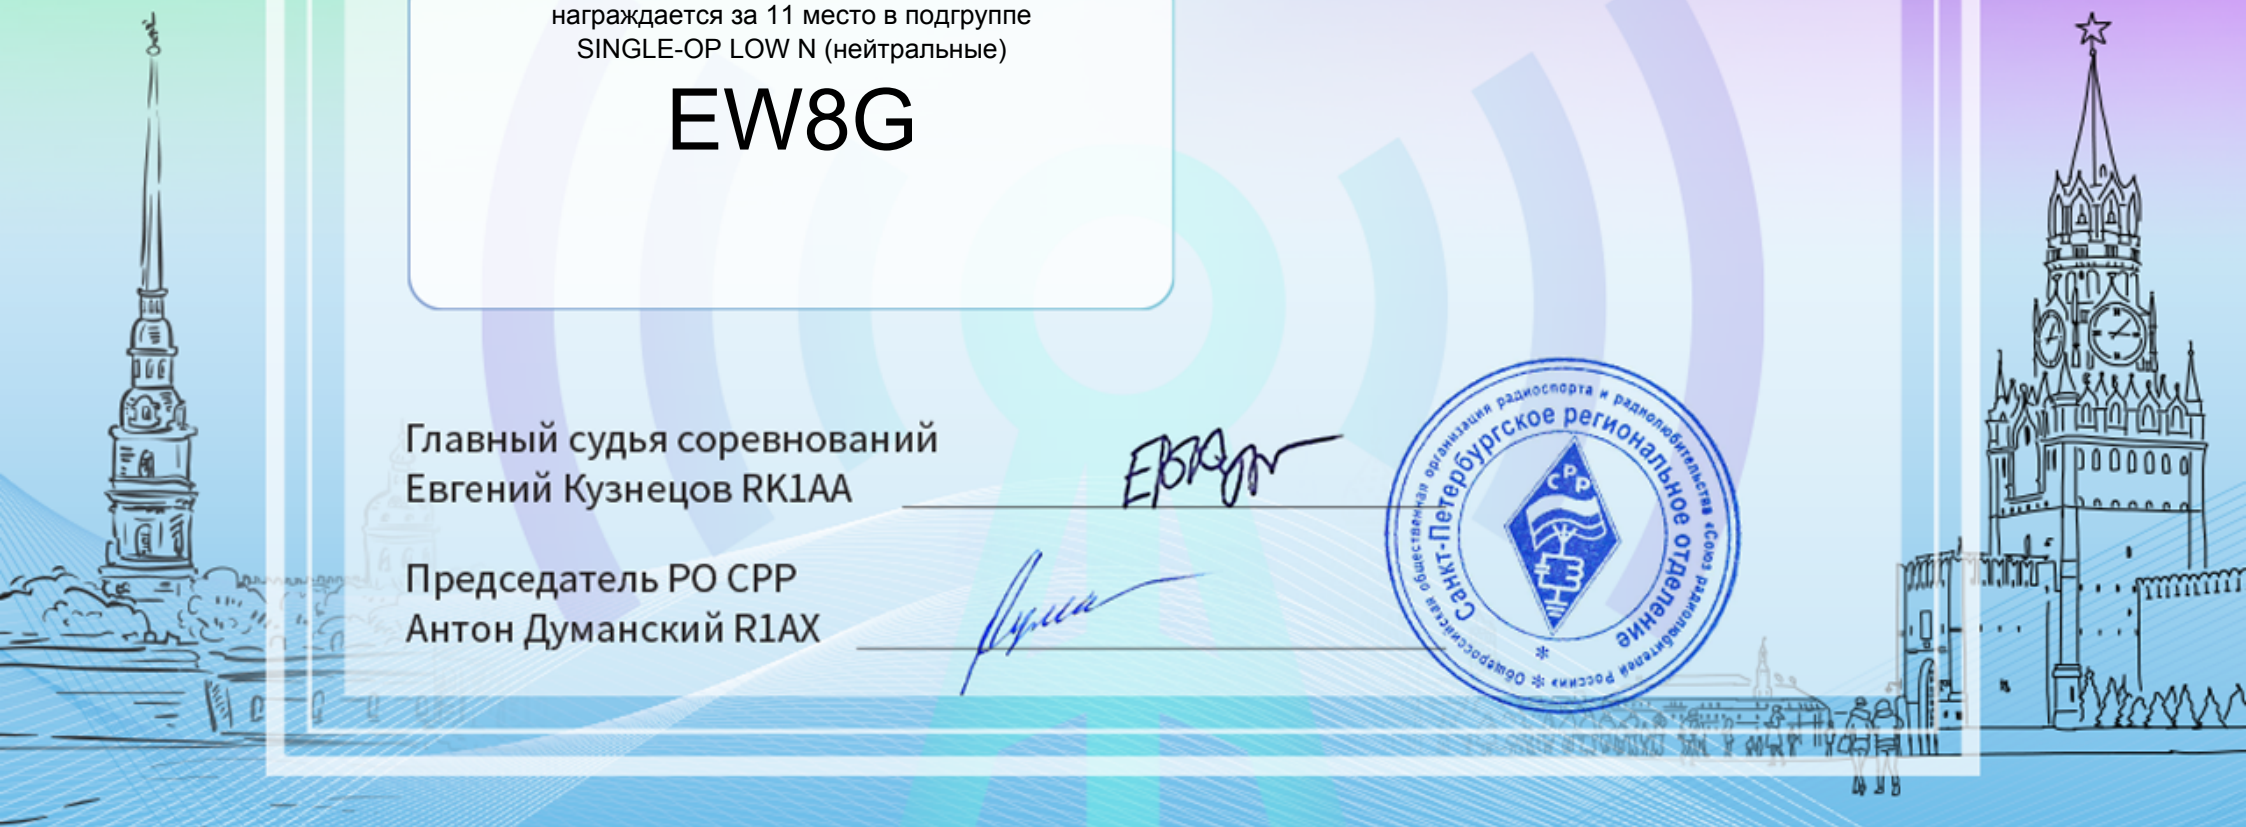 награждается за 11 место в подгруппе
SINGLE-OP LOW N (нейтральные)
EW8G
Главный судья соревнований
Евгений Кузнецов RK1AA
Председатель РО СРР
Антон Думанский R1AX
Общероссийская общественная организация радиоспорта и радиолюбительства «Союз радиолюбителей России»
Санкт-Петербургское региональное отделение
СРР